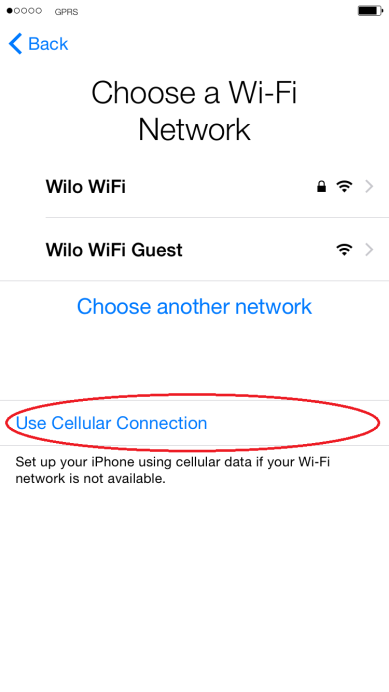 GPRS
Back
Choose a Wi-Fi
Network
Wilo WiFi
Wilo WiFi Guest
Choose another network
Use Cellular Connection
Set up your iPhone using cellular data if your Wi-Fi
network is not available.